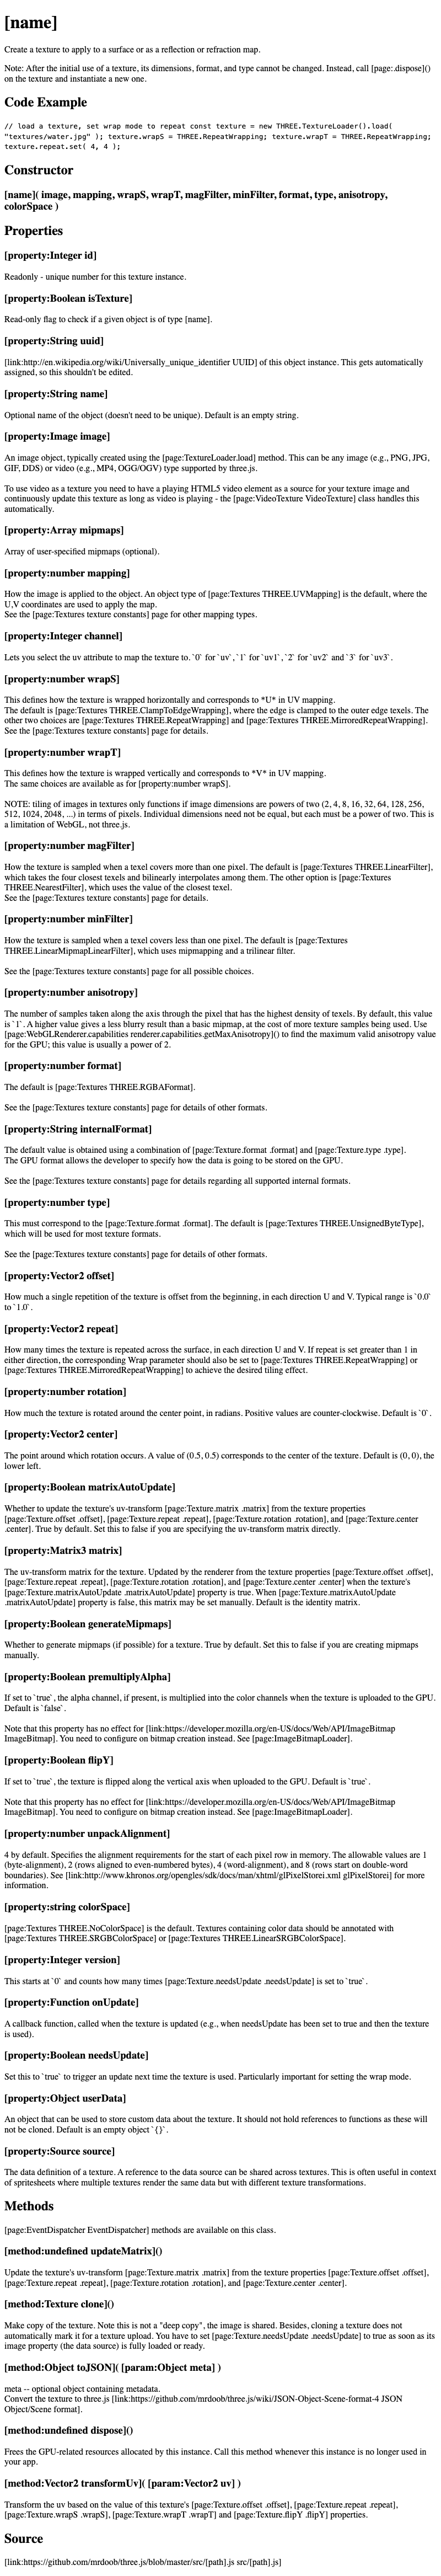 [name]
Create a texture to apply to a surface or as a reflection or refraction map.
Note: After the initial use of a texture, its dimensions, format, and type cannot be changed. Instead, call [page:.dispose]()
on the texture and instantiate a new one.
Code Example
// load a texture, set wrap mode to repeat const texture = new THREE.TextureLoader().load(
"textures/water.jpg" ); texture.wrapS = THREE.RepeatWrapping; texture.wrapT = THREE.RepeatWrapping;
texture.repeat.set( 4, 4 );
Constructor
[name]( image, mapping, wrapS, wrapT, magFilter, minFilter, format, type, anisotropy,
colorSpace )
Properties
[property:Integer id]
Readonly - unique number for this texture instance.
[property:Boolean isTexture]
Read-only flag to check if a given object is of type [name].
[property:String uuid]
[link:http://en.wikipedia.org/wiki/Universally_unique_identifier UUID] of this object instance. This gets automatically
assigned, so this shouldn't be edited.
[property:String name]
Optional name of the object (doesn't need to be unique). Default is an empty string.
[property:Image image]
An image object, typically created using the [page:TextureLoader.load] method. This can be any image (e.g., PNG, JPG,
GIF, DDS) or video (e.g., MP4, OGG/OGV) type supported by three.js.
To use video as a texture you need to have a playing HTML5 video element as a source for your texture image and
continuously update this texture as long as video is playing - the [page:VideoTexture VideoTexture] class handles this
automatically.
[property:Array mipmaps]
Array of user-specified mipmaps (optional).
[property:number mapping]
How the image is applied to the object. An object type of [page:Textures THREE.UVMapping] is the default, where the
U,V coordinates are used to apply the map.
See the [page:Textures texture constants] page for other mapping types.
[property:Integer channel]
Lets you select the uv attribute to map the texture to. `0` for `uv`, `1` for `uv1`, `2` for `uv2` and `3` for `uv3`.
[property:number wrapS]
This defines how the texture is wrapped horizontally and corresponds to *U* in UV mapping.
The default is [page:Textures THREE.ClampToEdgeWrapping], where the edge is clamped to the outer edge texels. The
other two choices are [page:Textures THREE.RepeatWrapping] and [page:Textures THREE.MirroredRepeatWrapping].
See the [page:Textures texture constants] page for details.
[property:number wrapT]
This defines how the texture is wrapped vertically and corresponds to *V* in UV mapping.
The same choices are available as for [property:number wrapS].
NOTE: tiling of images in textures only functions if image dimensions are powers of two (2, 4, 8, 16, 32, 64, 128, 256,
512, 1024, 2048, ...) in terms of pixels. Individual dimensions need not be equal, but each must be a power of two. This is
a limitation of WebGL, not three.js.
[property:number magFilter]
How the texture is sampled when a texel covers more than one pixel. The default is [page:Textures THREE.LinearFilter],
which takes the four closest texels and bilinearly interpolates among them. The other option is [page:Textures
THREE.NearestFilter], which uses the value of the closest texel.
See the [page:Textures texture constants] page for details.
[property:number minFilter]
How the texture is sampled when a texel covers less than one pixel. The default is [page:Textures
THREE.LinearMipmapLinearFilter], which uses mipmapping and a trilinear filter.
See the [page:Textures texture constants] page for all possible choices.
[property:number anisotropy]
The number of samples taken along the axis through the pixel that has the highest density of texels. By default, this value
is `1`. A higher value gives a less blurry result than a basic mipmap, at the cost of more texture samples being used. Use
[page:WebGLRenderer.capabilities renderer.capabilities.getMaxAnisotropy]() to find the maximum valid anisotropy value
for the GPU; this value is usually a power of 2.
[property:number format]
The default is [page:Textures THREE.RGBAFormat].
See the [page:Textures texture constants] page for details of other formats.
[property:String internalFormat]
The default value is obtained using a combination of [page:Texture.format .format] and [page:Texture.type .type].
The GPU format allows the developer to specify how the data is going to be stored on the GPU.
See the [page:Textures texture constants] page for details regarding all supported internal formats.
[property:number type]
This must correspond to the [page:Texture.format .format]. The default is [page:Textures THREE.UnsignedByteType],
which will be used for most texture formats.
See the [page:Textures texture constants] page for details of other formats.
[property:Vector2 offset]
How much a single repetition of the texture is offset from the beginning, in each direction U and V. Typical range is `0.0`
to `1.0`.
[property:Vector2 repeat]
How many times the texture is repeated across the surface, in each direction U and V. If repeat is set greater than 1 in
either direction, the corresponding Wrap parameter should also be set to [page:Textures THREE.RepeatWrapping] or
[page:Textures THREE.MirroredRepeatWrapping] to achieve the desired tiling effect.
[property:number rotation]
How much the texture is rotated around the center point, in radians. Positive values are counter-clockwise. Default is `0`.
[property:Vector2 center]
The point around which rotation occurs. A value of (0.5, 0.5) corresponds to the center of the texture. Default is (0, 0), the
lower left.
[property:Boolean matrixAutoUpdate]
Whether to update the texture's uv-transform [page:Texture.matrix .matrix] from the texture properties
[page:Texture.offset .offset], [page:Texture.repeat .repeat], [page:Texture.rotation .rotation], and [page:Texture.center
.center]. True by default. Set this to false if you are specifying the uv-transform matrix directly.
[property:Matrix3 matrix]
The uv-transform matrix for the texture. Updated by the renderer from the texture properties [page:Texture.offset .offset],
[page:Texture.repeat .repeat], [page:Texture.rotation .rotation], and [page:Texture.center .center] when the texture's
[page:Texture.matrixAutoUpdate .matrixAutoUpdate] property is true. When [page:Texture.matrixAutoUpdate
.matrixAutoUpdate] property is false, this matrix may be set manually. Default is the identity matrix.
[property:Boolean generateMipmaps]
Whether to generate mipmaps (if possible) for a texture. True by default. Set this to false if you are creating mipmaps
manually.
[property:Boolean premultiplyAlpha]
If set to `true`, the alpha channel, if present, is multiplied into the color channels when the texture is uploaded to the GPU.
Default is `false`.
Note that this property has no effect for [link:https://developer.mozilla.org/en-US/docs/Web/API/ImageBitmap
ImageBitmap]. You need to configure on bitmap creation instead. See [page:ImageBitmapLoader].
[property:Boolean flipY]
If set to `true`, the texture is flipped along the vertical axis when uploaded to the GPU. Default is `true`.
Note that this property has no effect for [link:https://developer.mozilla.org/en-US/docs/Web/API/ImageBitmap
ImageBitmap]. You need to configure on bitmap creation instead. See [page:ImageBitmapLoader].
[property:number unpackAlignment]
4 by default. Specifies the alignment requirements for the start of each pixel row in memory. The allowable values are 1
(byte-alignment), 2 (rows aligned to even-numbered bytes), 4 (word-alignment), and 8 (rows start on double-word
boundaries). See [link:http://www.khronos.org/opengles/sdk/docs/man/xhtml/glPixelStorei.xml glPixelStorei] for more
information.
[property:string colorSpace]
[page:Textures THREE.NoColorSpace] is the default. Textures containing color data should be annotated with
[page:Textures THREE.SRGBColorSpace] or [page:Textures THREE.LinearSRGBColorSpace].
[property:Integer version]
This starts at `0` and counts how many times [page:Texture.needsUpdate .needsUpdate] is set to `true`.
[property:Function onUpdate]
A callback function, called when the texture is updated (e.g., when needsUpdate has been set to true and then the texture
is used).
[property:Boolean needsUpdate]
Set this to `true` to trigger an update next time the texture is used. Particularly important for setting the wrap mode.
[property:Object userData]
An object that can be used to store custom data about the texture. It should not hold references to functions as these will
not be cloned. Default is an empty object `{}`.
[property:Source source]
The data definition of a texture. A reference to the data source can be shared across textures. This is often useful in context
of spritesheets where multiple textures render the same data but with different texture transformations.
Methods
[page:EventDispatcher EventDispatcher] methods are available on this class.
[method:undefined updateMatrix]()
Update the texture's uv-transform [page:Texture.matrix .matrix] from the texture properties [page:Texture.offset .offset],
[page:Texture.repeat .repeat], [page:Texture.rotation .rotation], and [page:Texture.center .center].
[method:Texture clone]()
Make copy of the texture. Note this is not a "deep copy", the image is shared. Besides, cloning a texture does not
automatically mark it for a texture upload. You have to set [page:Texture.needsUpdate .needsUpdate] to true as soon as its
image property (the data source) is fully loaded or ready.
[method:Object toJSON]( [param:Object meta] )
meta -- optional object containing metadata.
Convert the texture to three.js [link:https://github.com/mrdoob/three.js/wiki/JSON-Object-Scene-format-4 JSON
Object/Scene format].
[method:undefined dispose]()
Frees the GPU-related resources allocated by this instance. Call this method whenever this instance is no longer used in
your app.
[method:Vector2 transformUv]( [param:Vector2 uv] )
Transform the uv based on the value of this texture's [page:Texture.offset .offset], [page:Texture.repeat .repeat],
[page:Texture.wrapS .wrapS], [page:Texture.wrapT .wrapT] and [page:Texture.flipY .flipY] properties.
Source
[link:https://github.com/mrdoob/three.js/blob/master/src/[path].js src/[path].js]